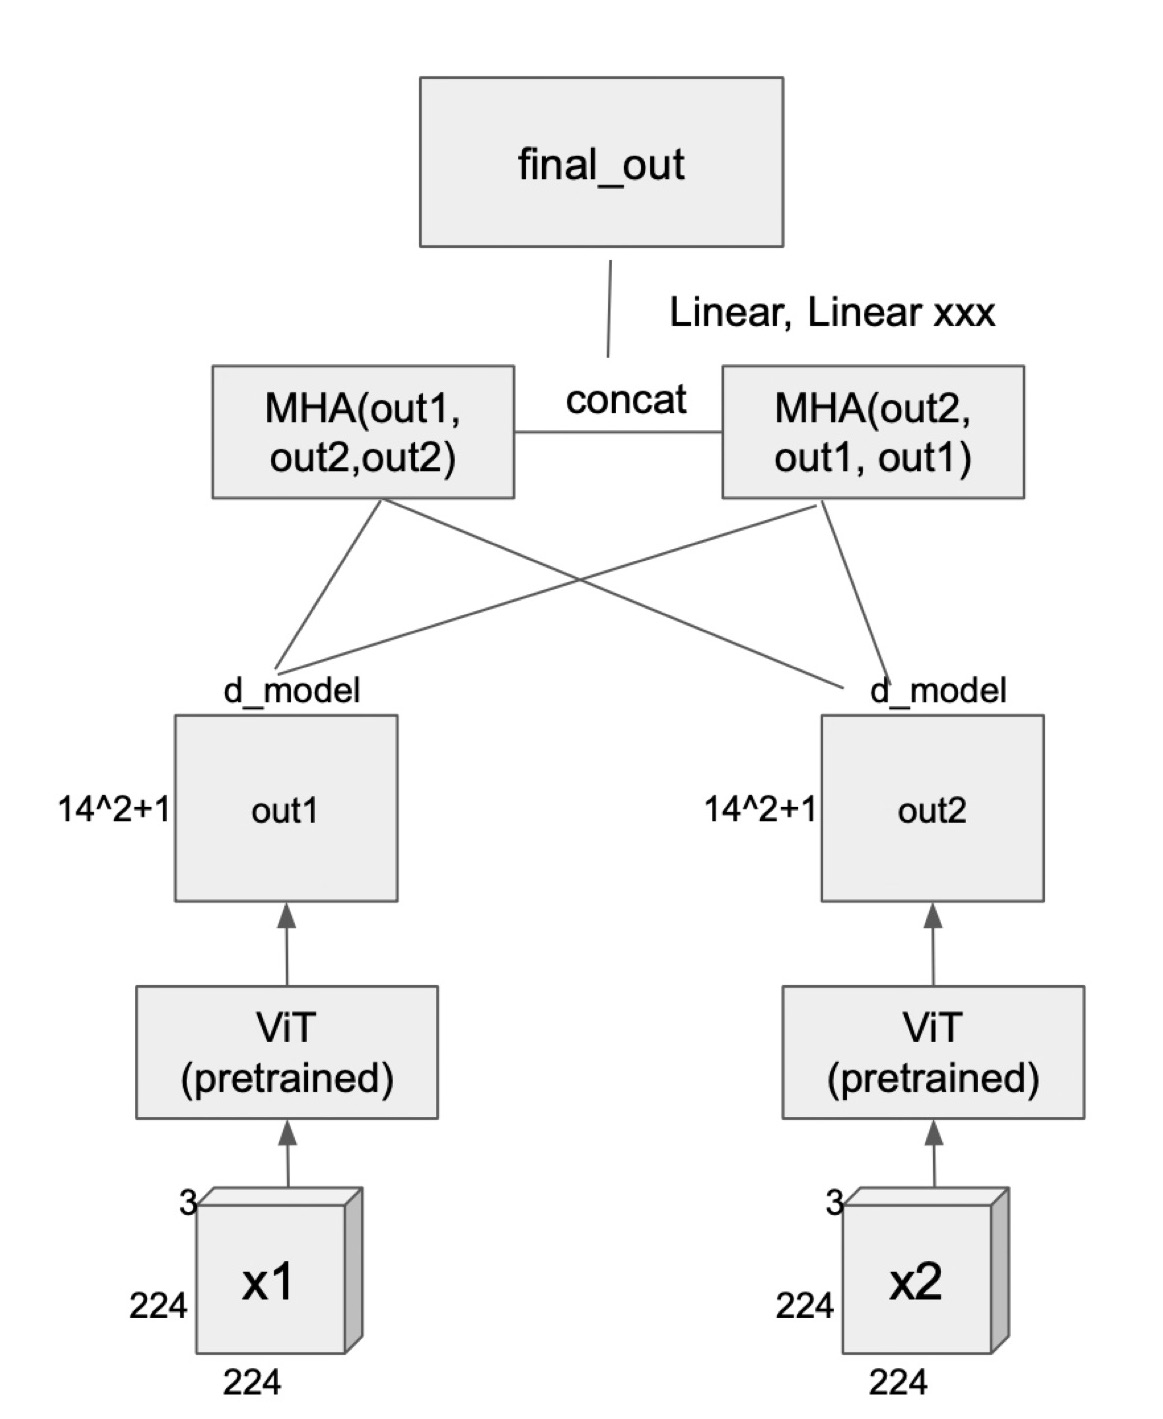 final_out
Linear, Linear xxx
MHA(out1,
out2,out2)
concat
MHA(out2,
out1, out1)
d_model
d_model
14^2+1
out1
14^2+1
out2
ViT
(pretrained)
ViT
(pretrained)
3
x1
224
224
3
x2
224
224